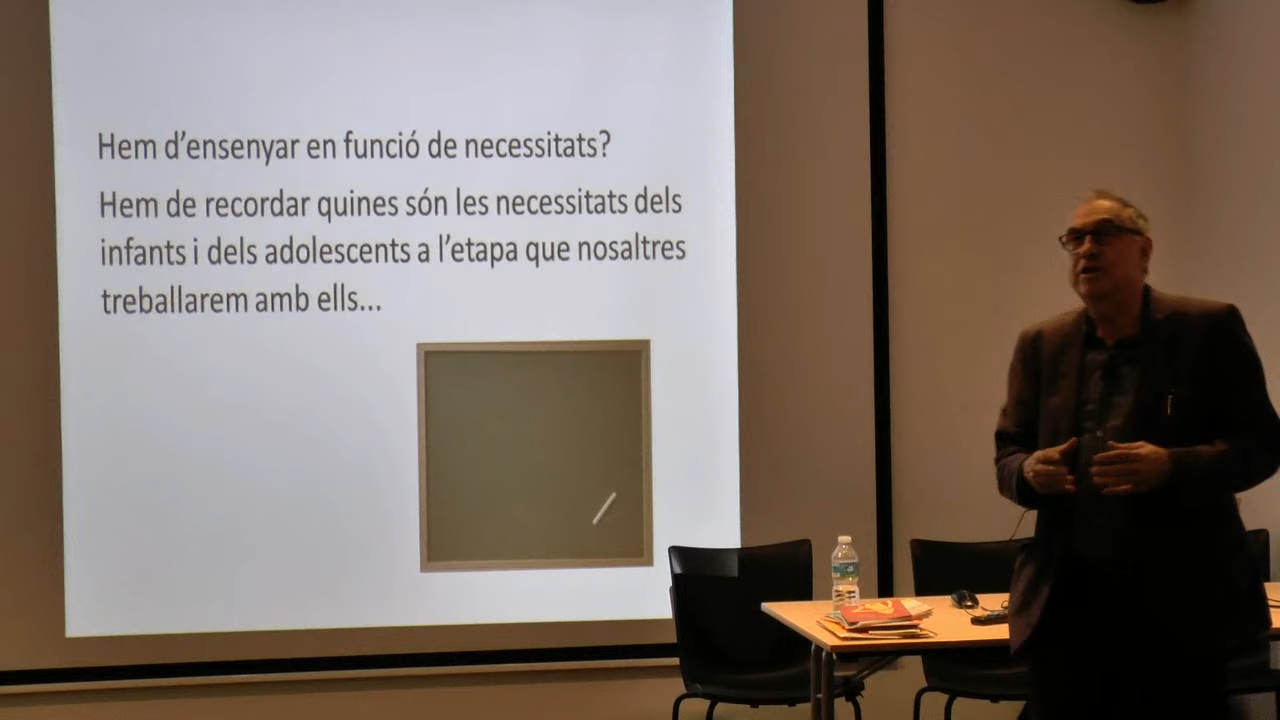 Hem d’ensenyar en funció de necessitats?
Hem de recordar quines són les necessitats dels
infants i dels adolescents a l’etapa que nosaltres
treballarem amb ells...